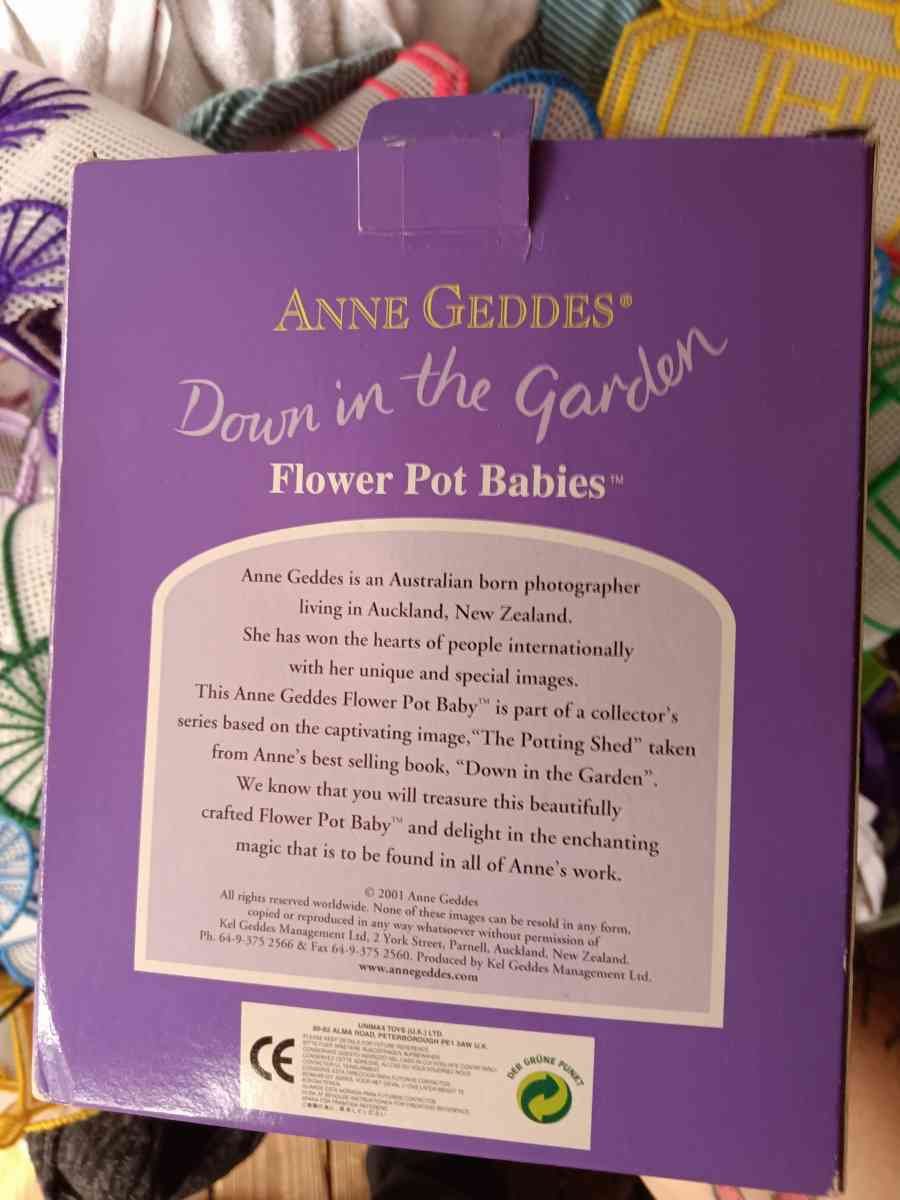 ANNE GEDDES®
Down in the Garden
Flower Pot Babies™
Anne Geddes is an Australian born photographer
living in Auckland, New Zealand.
She has won the hearts of people internationally
with her unique and special images.
This Anne Geddes Flower Pot Baby™ is part of a collector's
series based on the captivating image,“The Potting Shed” taken
from Anne's best selling book, “Down in the Garden”.
We know that you will treasure this beautifully
crafted Flower Pot Baby™ and delight in the enchanting
magic that is to be found in all of Anne's work.
© 2001 Anne Geddes
All rights reserved worldwide. None of these images can be resold in any form,
copied or reproduced in any way whatsoever without permission of
Kel Geddes Management Ltd, 2 York Street, Parnell, Auckland, New Zealand.
Ph. 64-9-375 2566 & Fax 64-9-375 2560. Produced by Kel Geddes Management Ltd.
www.annegeddes.com
CE
UNIMAX TOYS (U.K.) LTD.
ALMA ROAD, PETERBOROUGH PE1 3AW U.K.
PLEASE KEEP DETAILS FOR FUTURE REFERENCE.
DER GRÜNE PUNKT